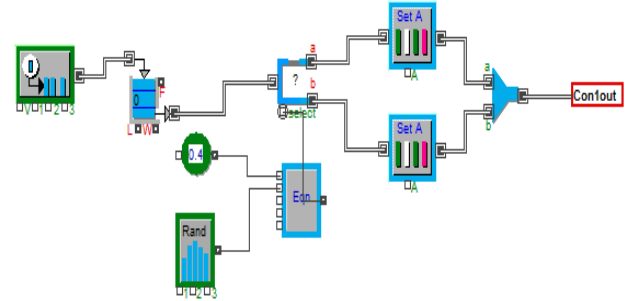 Set A
A
a
b
?
select
a
b
Con1out
V 1 2 3
0
F
L W
Set A
A
0.4
Eqn
Rand
1 2 3